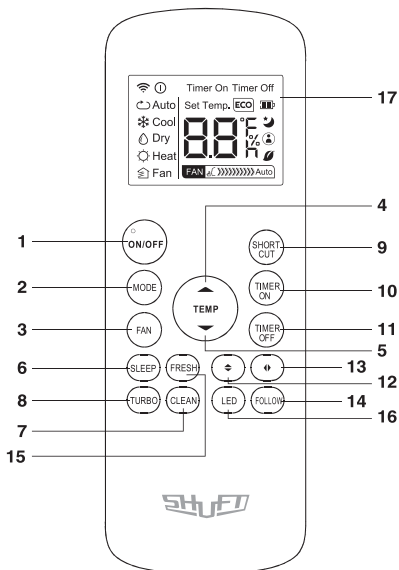 Timer On Timer Off
Auto Set Temp. ECO
Cool
Dry
Heat
Fan
88 °F % h
FAN Auto
17
4
1 ON/OFF
SHORT CUT 9
2 MODE
TEMP
TIMER ON 10
3 FAN
TIMER OFF 11
5
6 SLEEP
FRESH
13
12
8 TURBO
CLEAN
LED
FOLLOW 14
7
16
15
SHUFT